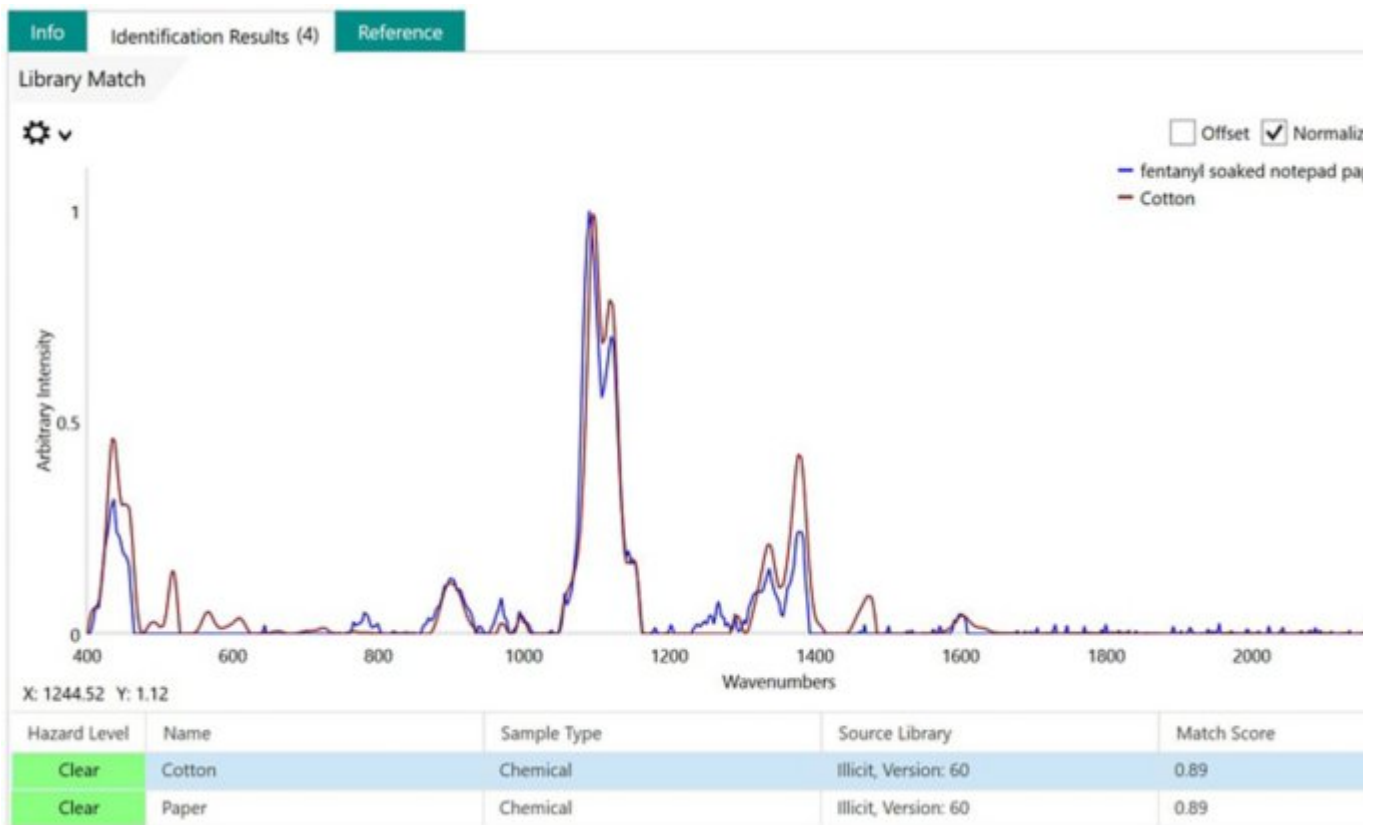 Info Identification Results (4) Reference
Library Match
Offset Normaliz
fentanyl soaked notepad pa
Cotton
1
0.5
0
Arbitrary Intensity
400 600 800 1000 1200 1400 1600 1800 2000
Wavenumbers
X: 1244.52 Y: 1.12
Hazard Level Name Sample Type Source Library Match Score
Clear Cotton Chemical Illicit, Version: 60 0.89
Clear Paper Chemical Illicit, Version: 60 0.89